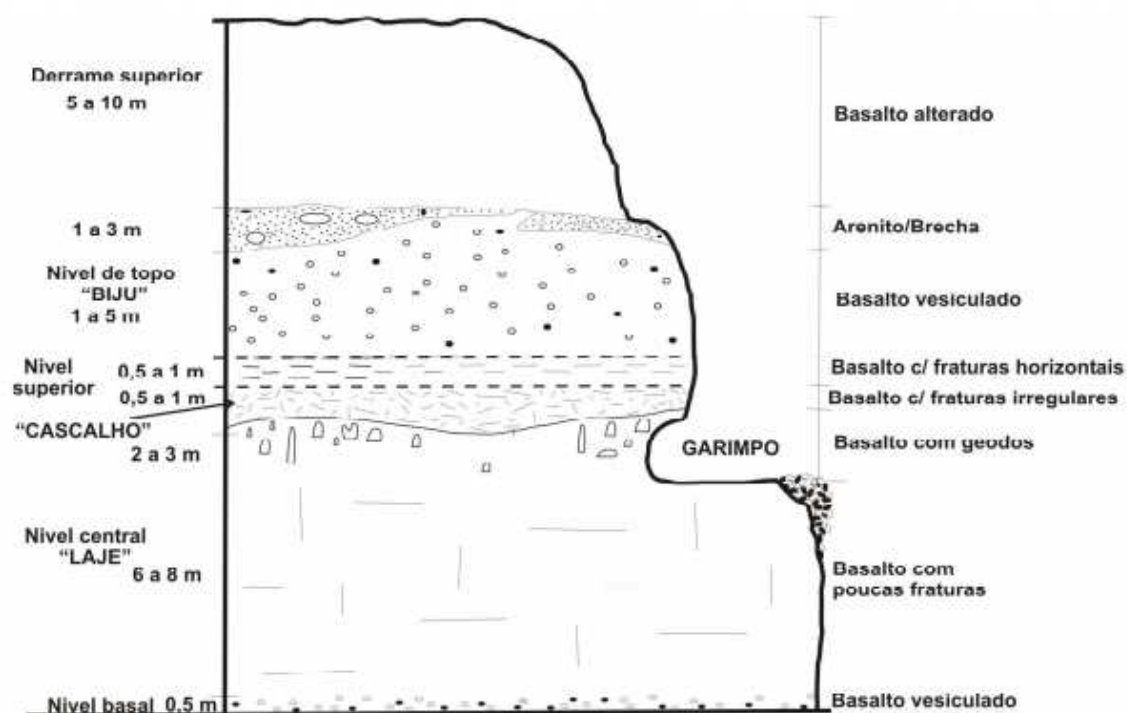 Derrame superior
5 a 10 m
Basalto alterado
1 a 3 m
Arenito/Brecha
Nivel de topo
“BIJU”
1 a 5 m
Basalto vesiculado
Nivel
superior
0,5 a 1 m
Basalto c/ fraturas horizontais
0,5 a 1 m
Basalto c/ fraturas irregulares
“CASCALHO”
2 a 3 m
GARIMPO
Basalto com geodos
Nivel central
“LAJE”
6 a 8 m
Basalto com
poucas fraturas
Nivel basal 0,5 m
Basalto vesiculado